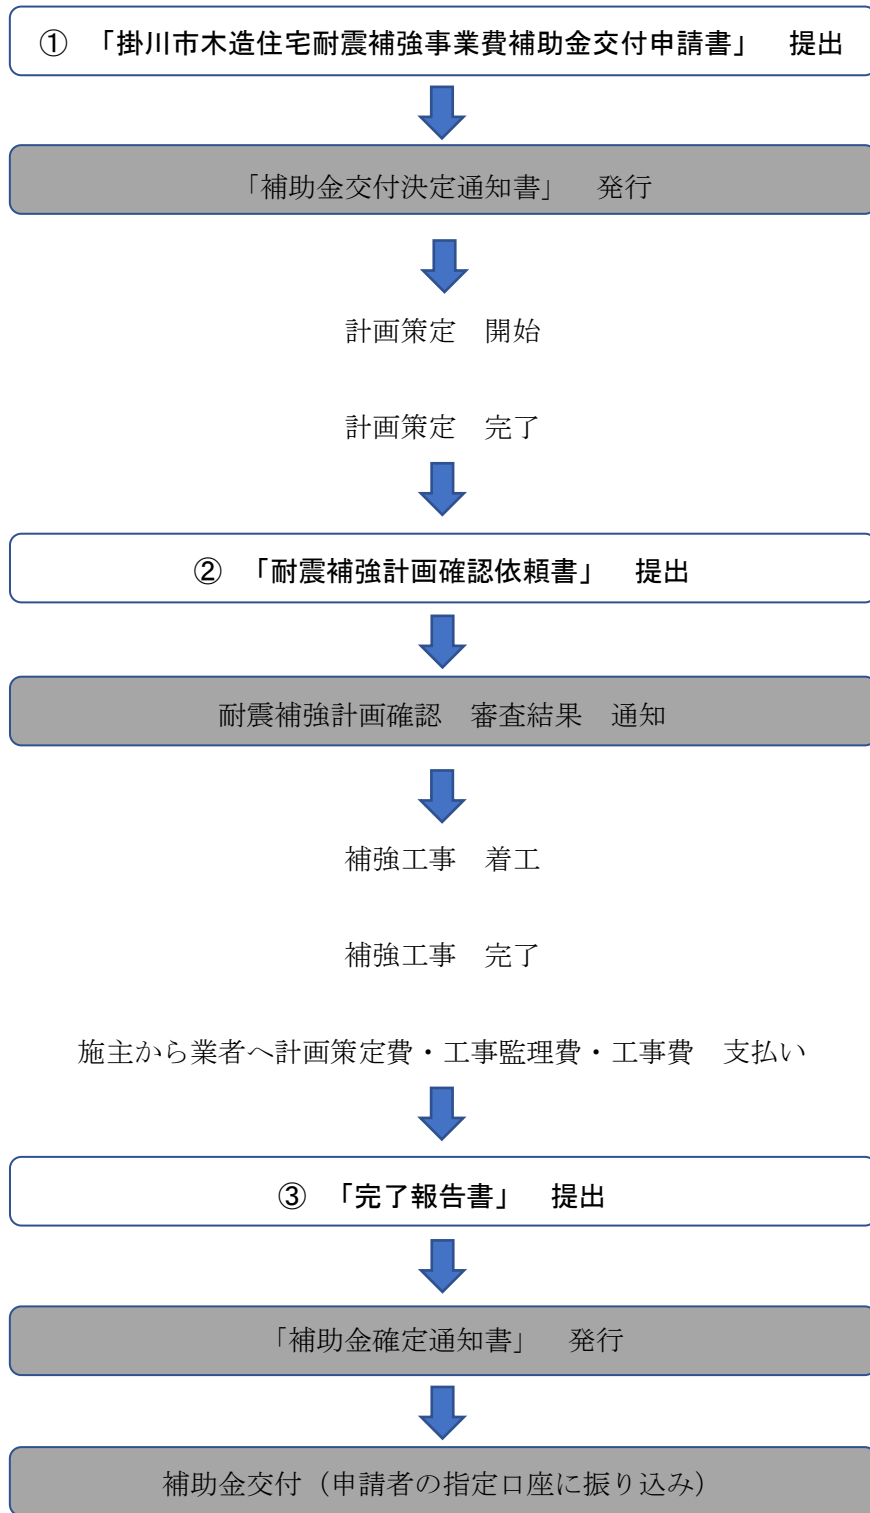 ①　「掛川市木造住宅耐震補強事業費補助金交付申請書」　提出
「補助金交付決定通知書」　発行
計画策定　開始
計画策定　完了
②　「耐震補強計画確認依頼書」　提出
耐震補強計画確認　審査結果　通知
補強工事　着工
補強工事　完了
施主から業者へ計画策定費・工事監理費・工事費　支払い
③　「完了報告書」　提出
「補助金確定通知書」　発行
補助金交付（申請者の指定口座に振り込み）